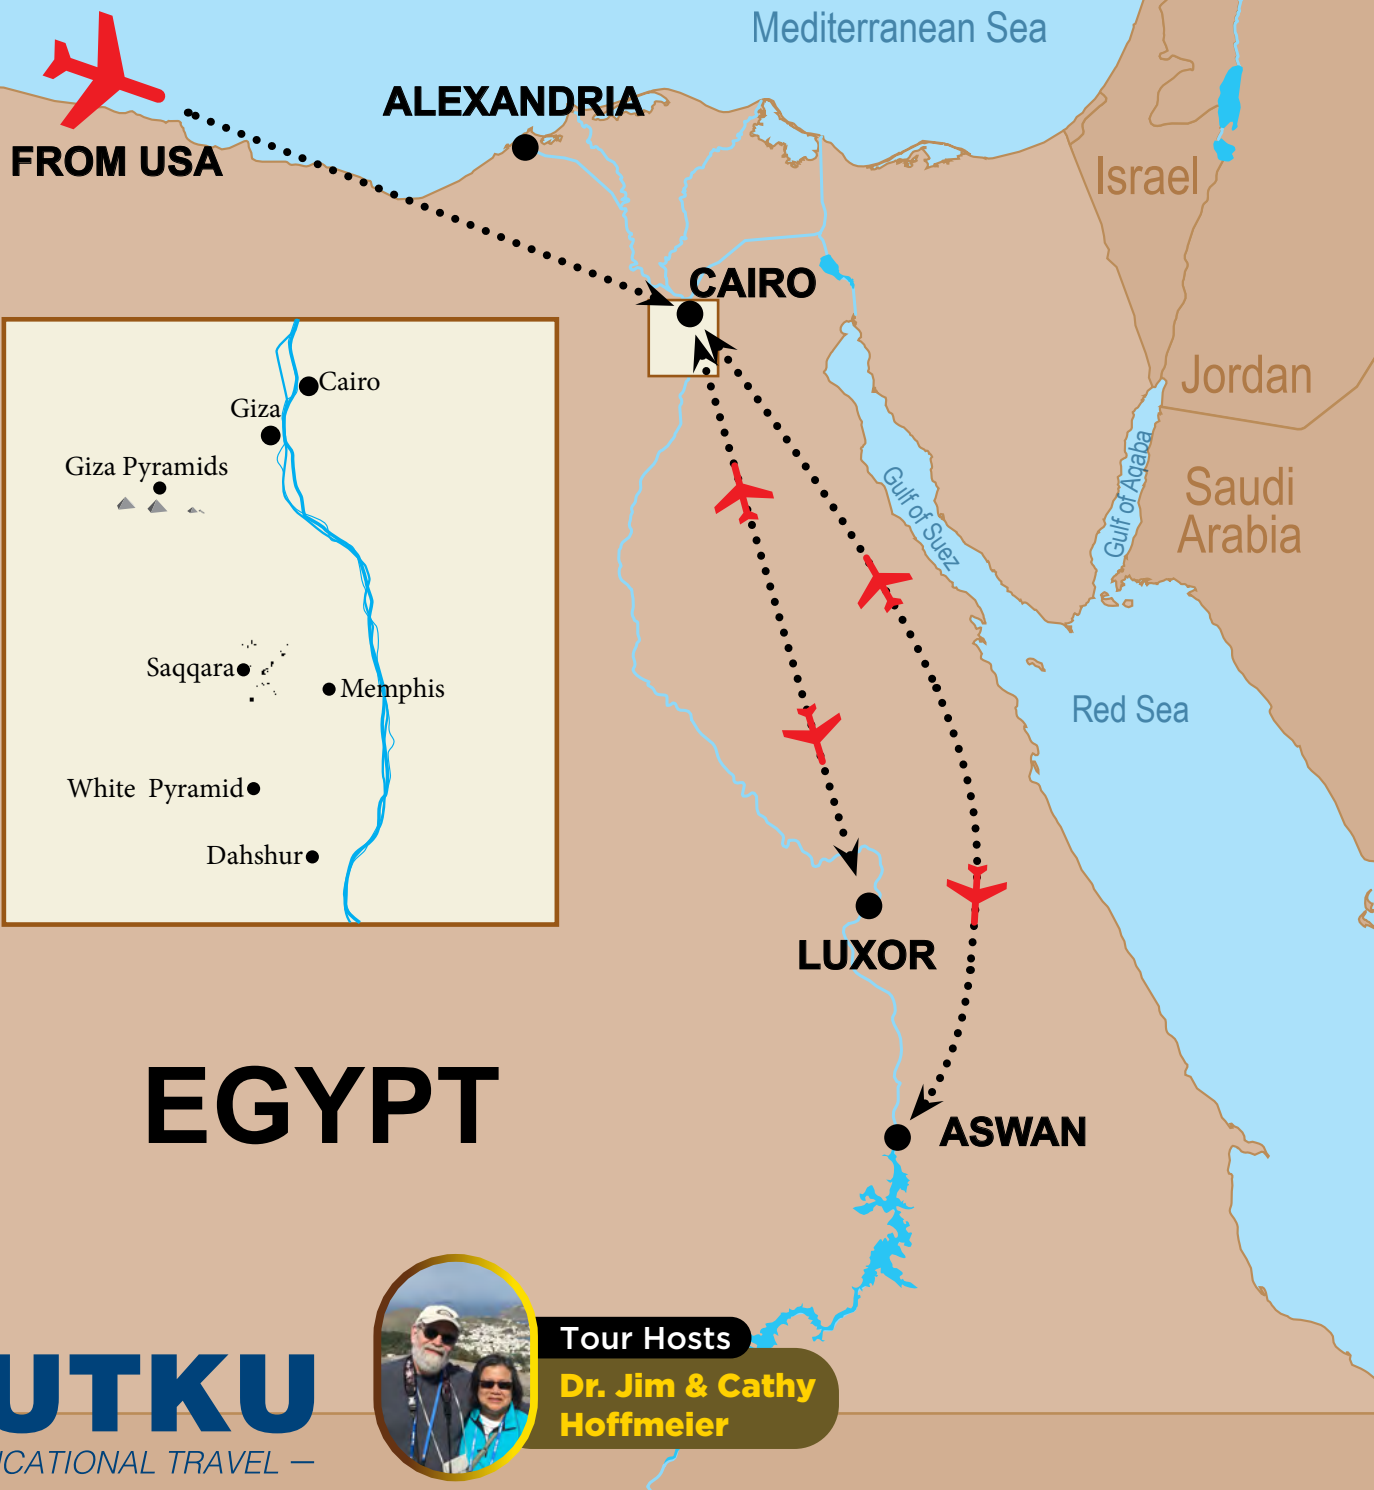 Mediterranean Sea
ALEXANDRIA
FROM USA
Israel
CAIRO
Jordan
Saudi
Arabia
Gulf of Aqaba
Gulf of Suez
Red Sea
Cairo
Giza
Giza Pyramids
Saqqara
Memphis
White Pyramid
Dahshur
LUXOR
EGYPT
ASWAN
Tour Hosts
Dr. Jim & Cathy
Hoffmeier
UTKU
CATIONAL TRAVEL –